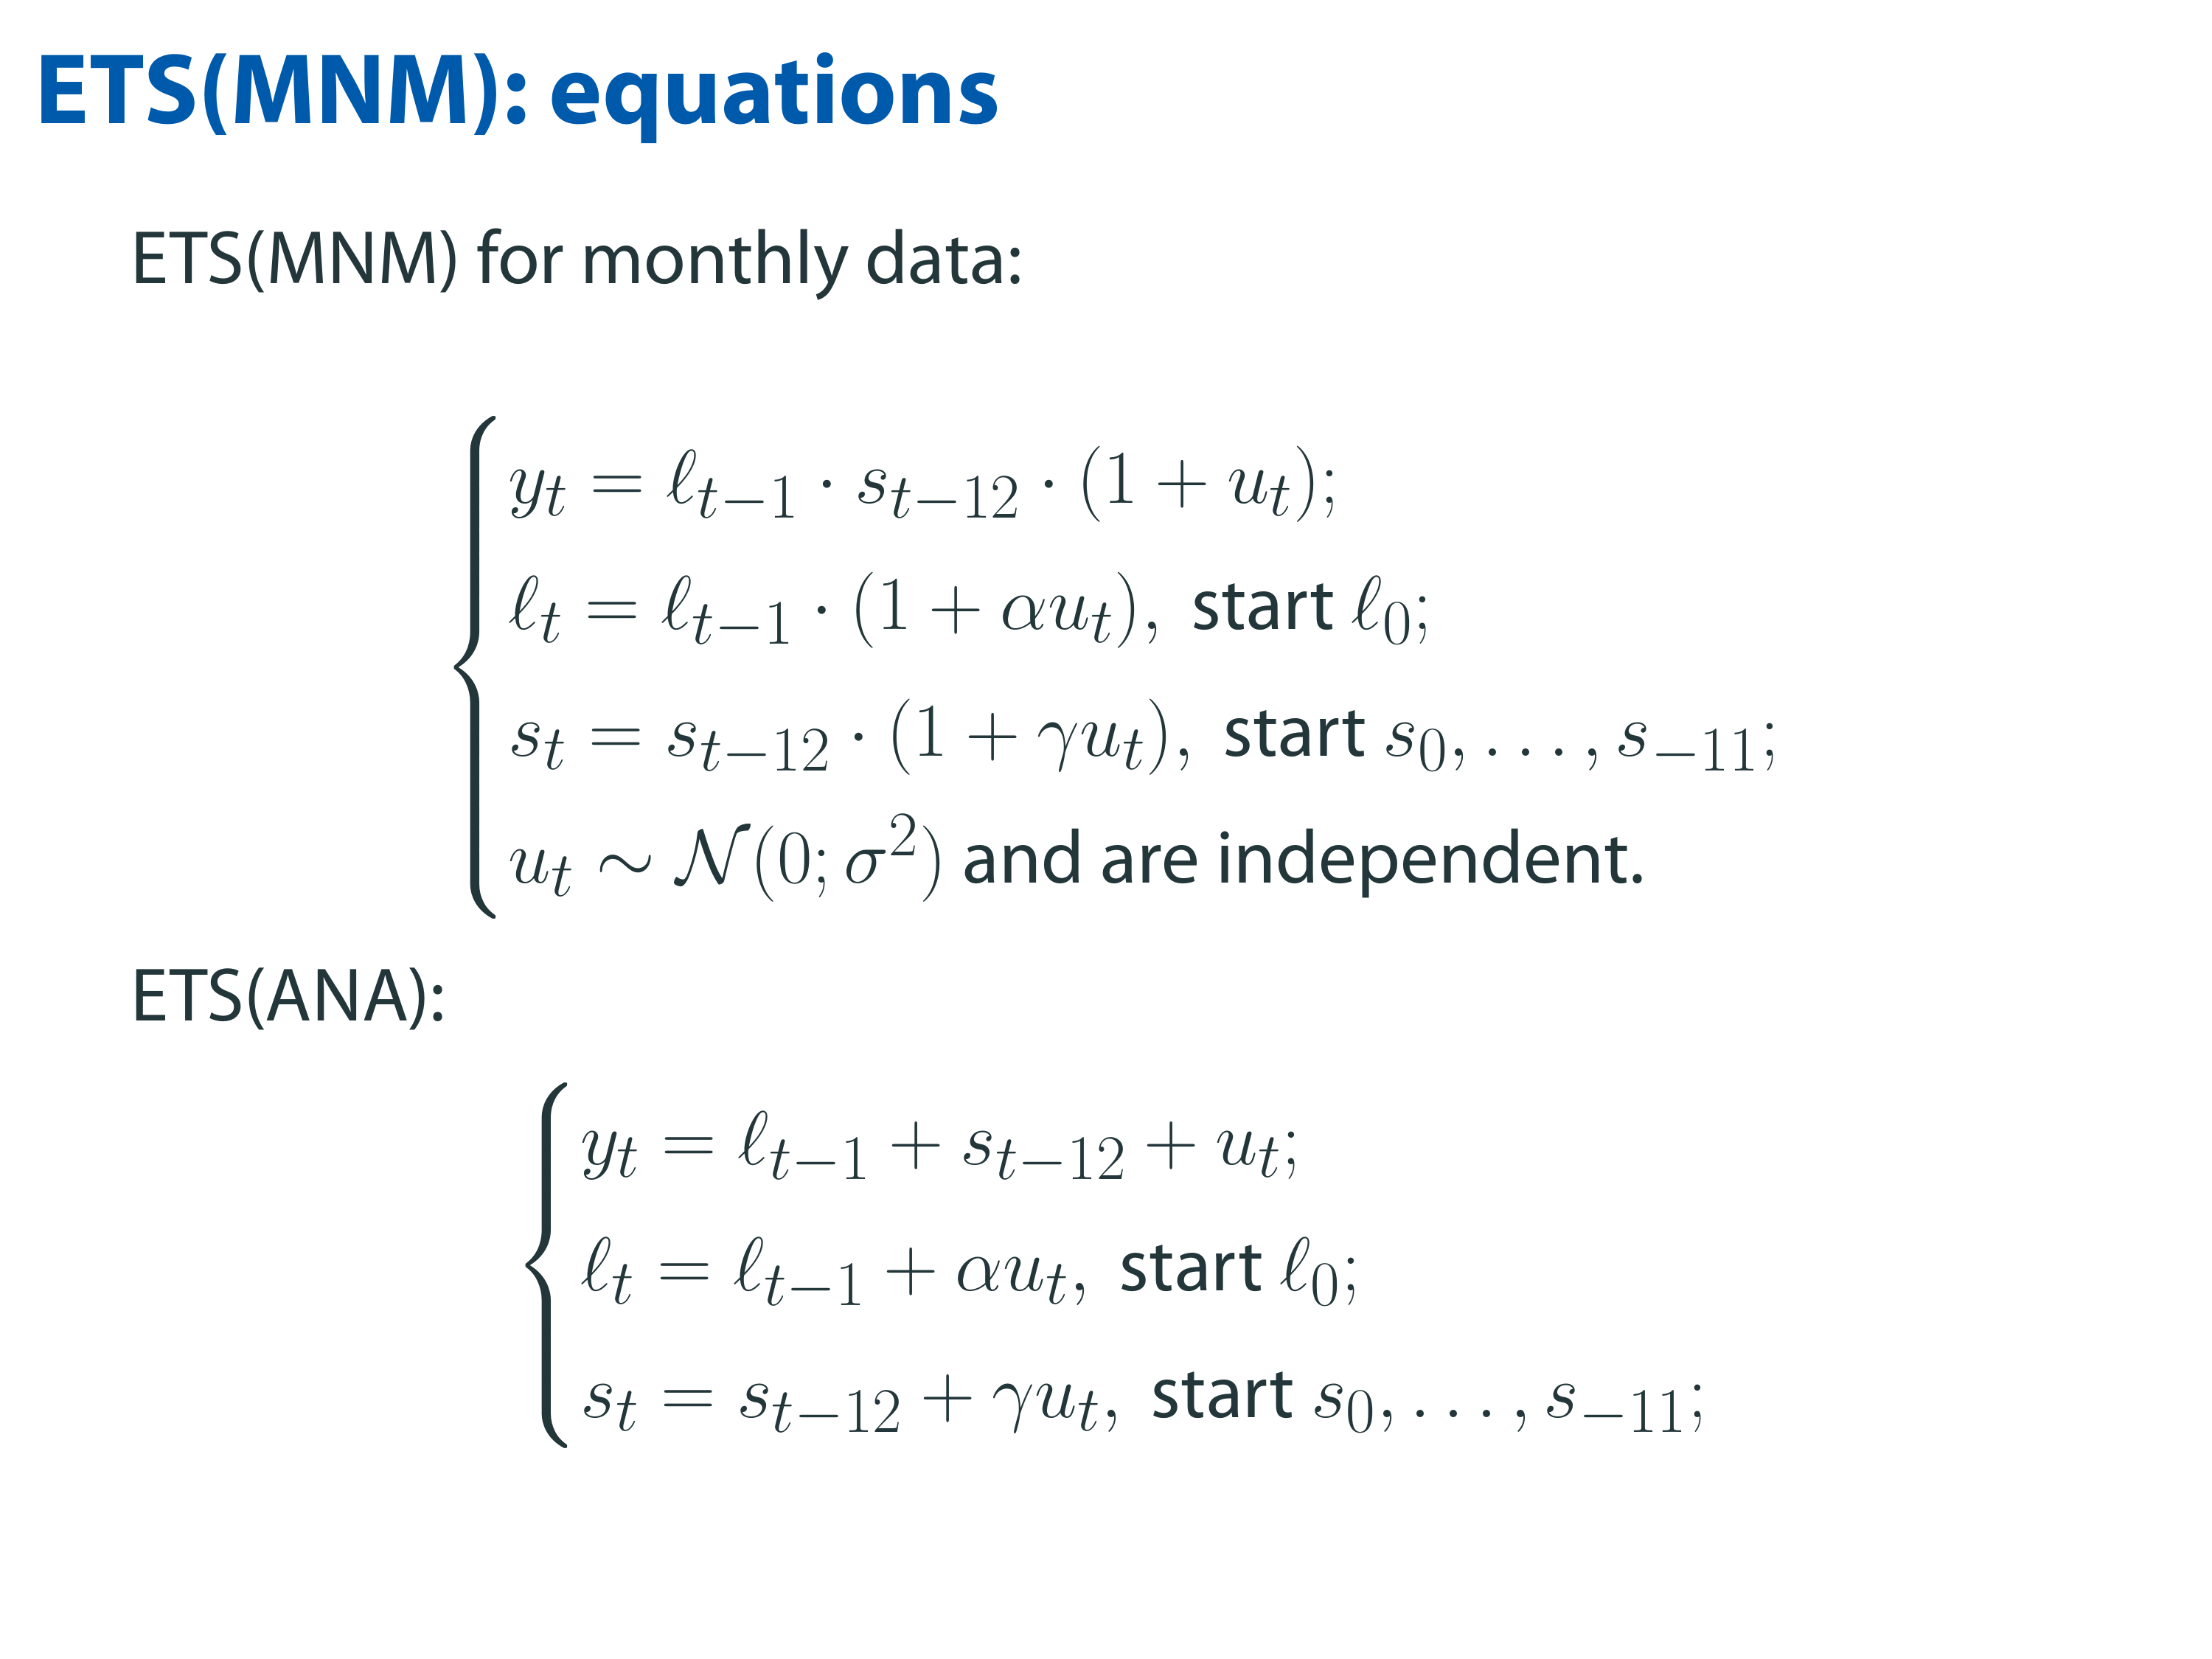 ETS(MNM): equations
ETS(MNM) for monthly data:
y_t = ℓ_{t−1} · s_{t−12} · (1 + u_t);
ℓ_t = ℓ_{t−1} · (1 + αu_t), start ℓ_0;
s_t = s_{t−12} · (1 + γu_t), start s_0, . . . , s_{−11};
u_t ∼ 𝒩(0; σ^2) and are independent.
ETS(ANA):
y_t = ℓ_{t−1} + s_{t−12} + u_t;
ℓ_t = ℓ_{t−1} + αu_t, start ℓ_0;
s_t = s_{t−12} + γu_t, start s_0, . . . , s_{−11};